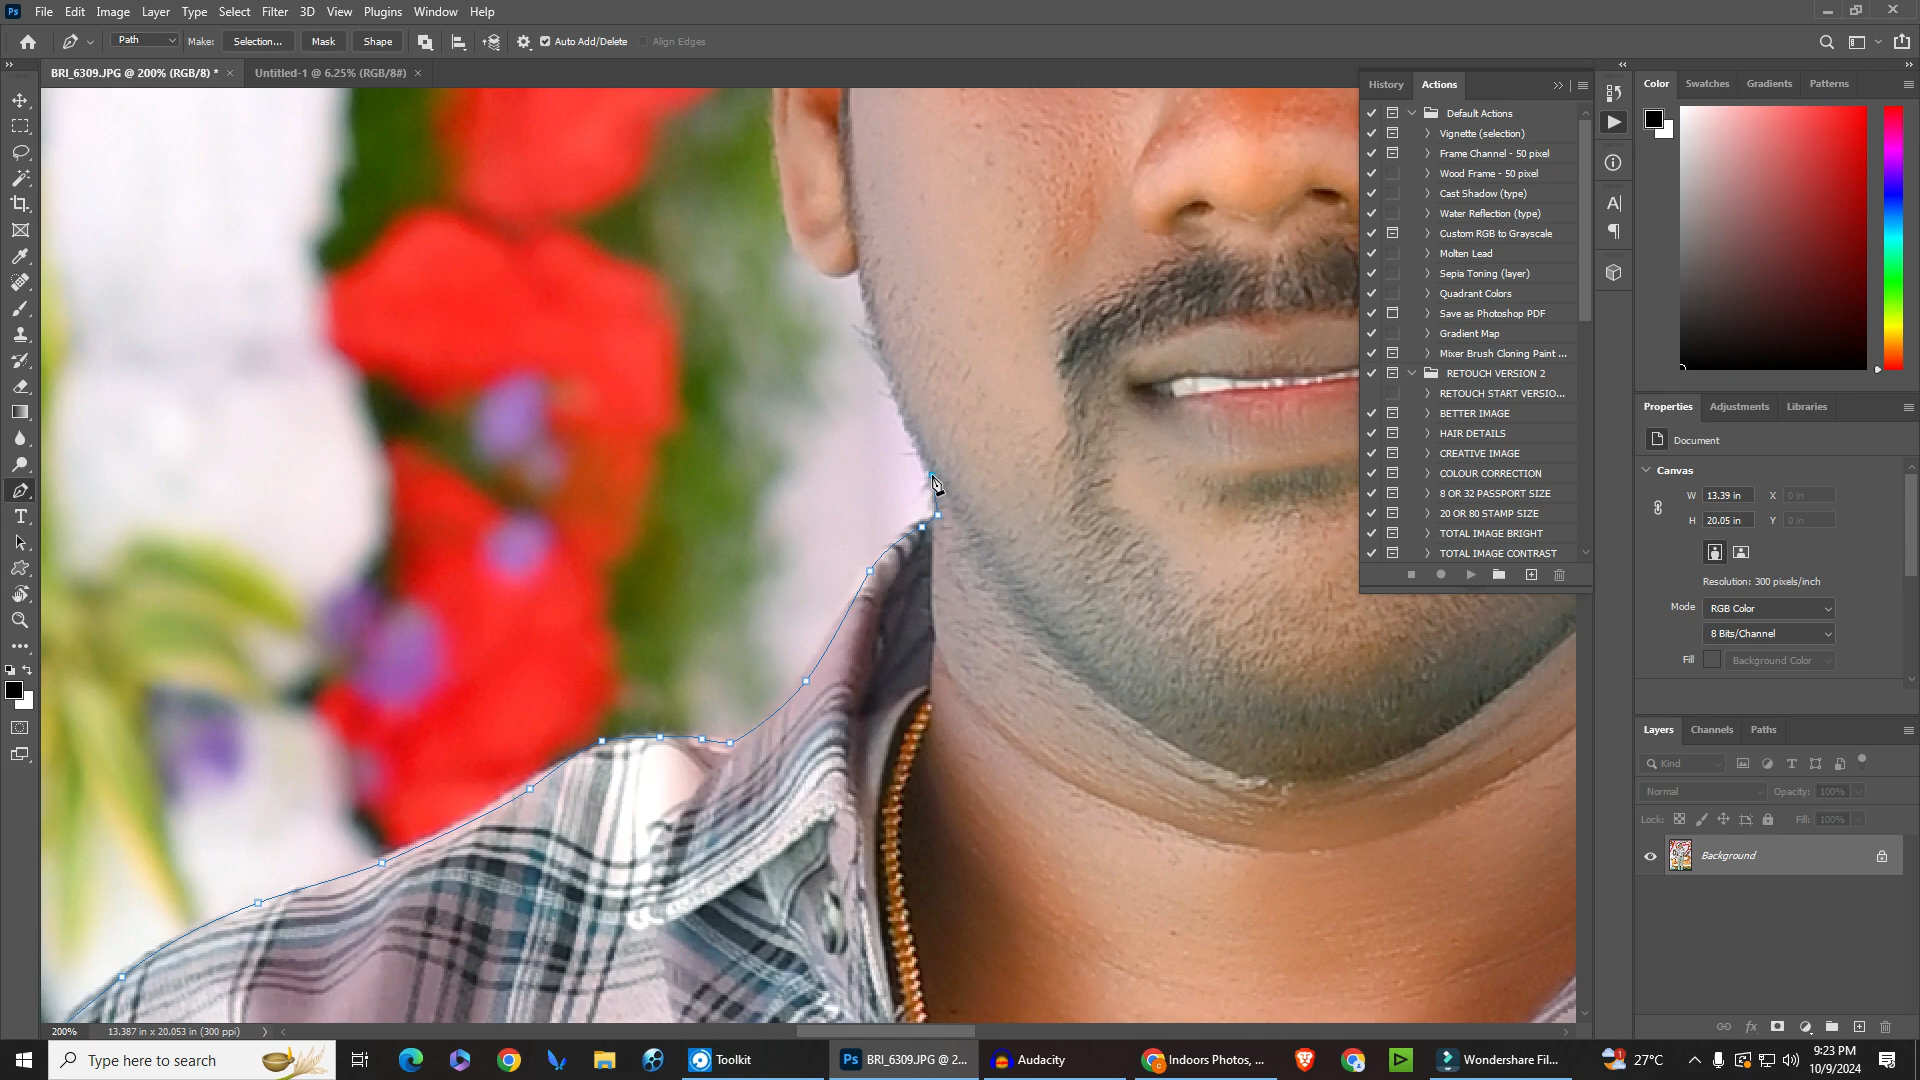 Ps File Edit Image Layer Type Select Filter 3D View Plugins Window Help
Path Make: Selection... Mask Shape Auto Add/Delete Align Edges
BRI_6309.JPG @ 200% (RGB/8) * × Untitled-1 @ 6.25% (RGB/8#) ×
History Actions
Default Actions
Vignette (selection)
Frame Channel - 50 pixel
Wood Frame - 50 pixel
Cast Shadow (type)
Water Reflection (type)
Custom RGB to Grayscale
Molten Lead
Sepia Toning (layer)
Quadrant Colors
Save as Photoshop PDF
Gradient Map
Mixer Brush Cloning Paint ...
RETOUCH VERSION 2
RETOUCH START VERSIO...
BETTER IMAGE
HAIR DETAILS
CREATIVE IMAGE
COLOUR CORRECTION
8 OR 32 PASSPORT SIZE
20 OR 80 STAMP SIZE
TOTAL IMAGE BRIGHT
TOTAL IMAGE CONTRAST
Color Swatches Gradients Patterns
Properties Adjustments Libraries
Document
Canvas
W 13.39 in X 0 in
H 20.05 in Y 0 in
Resolution: 300 pixels/inch
Mode RGB Color
8 Bits/Channel
Fill Background Color
Layers Channels Paths
Kind
Normal Opacity: 100%
Lock: Fill: 100%
Background
200% 13.387 in x 20.053 in (300 ppi)
Type here to search Toolkit Ps BRI_6309.JPG @ 2... Audacity Indoors Photos, ... Wondershare Fil... 1 27°C 9:23 PM
10/9/2024